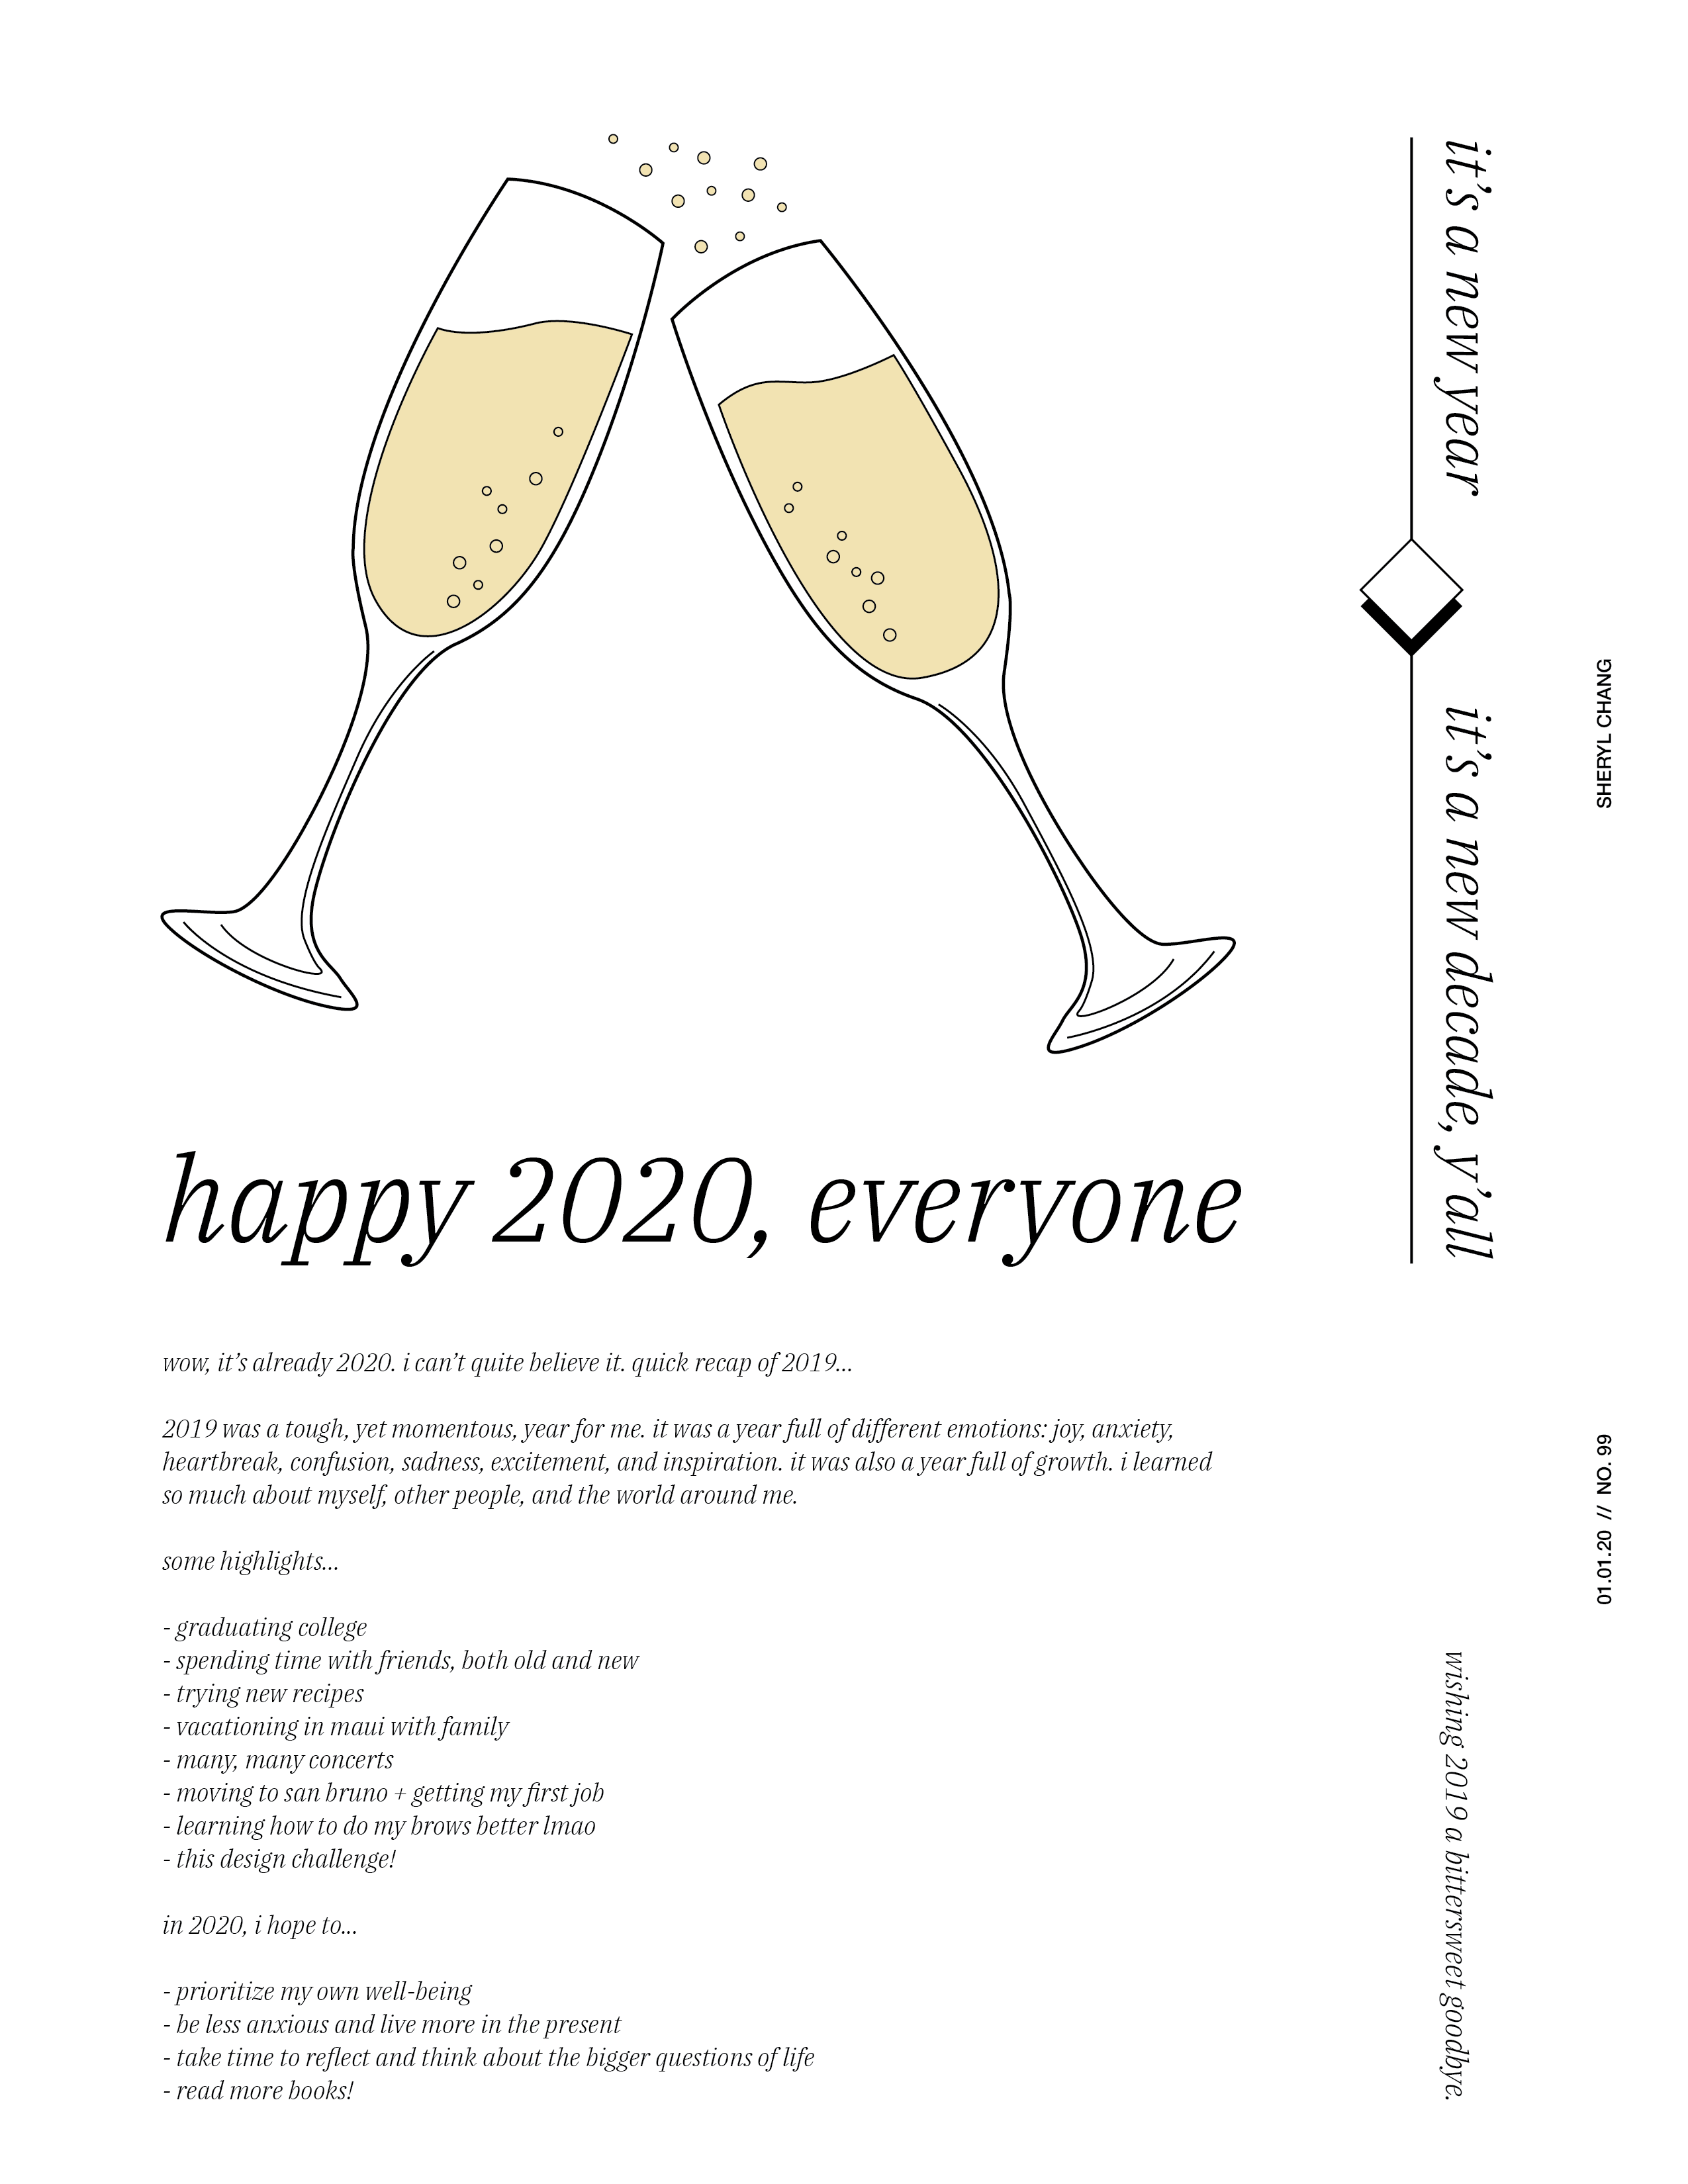 it's a new year
it's a new decade, y'all
SHERYL CHANG
happy 2020, everyone
wow, it's already 2020. i can't quite believe it. quick recap of 2019...
2019 was a tough, yet momentous, year for me. it was a year full of different emotions: joy, anxiety,
heartbreak, confusion, sadness, excitement, and inspiration. it was also a year full of growth. i learned
so much about myself, other people, and the world around me.
some highlights...
- graduating college
- spending time with friends, both old and new
- trying new recipes
- vacationing in maui with family
- many, many concerts
- moving to san bruno + getting my first job
- learning how to do my brows better lmao
- this design challenge!
in 2020, i hope to...
- prioritize my own well-being
- be less anxious and live more in the present
- take time to reflect and think about the bigger questions of life
- read more books!
01.01.20 // NO. 99
wishing 2019 a bittersweet goodbye.